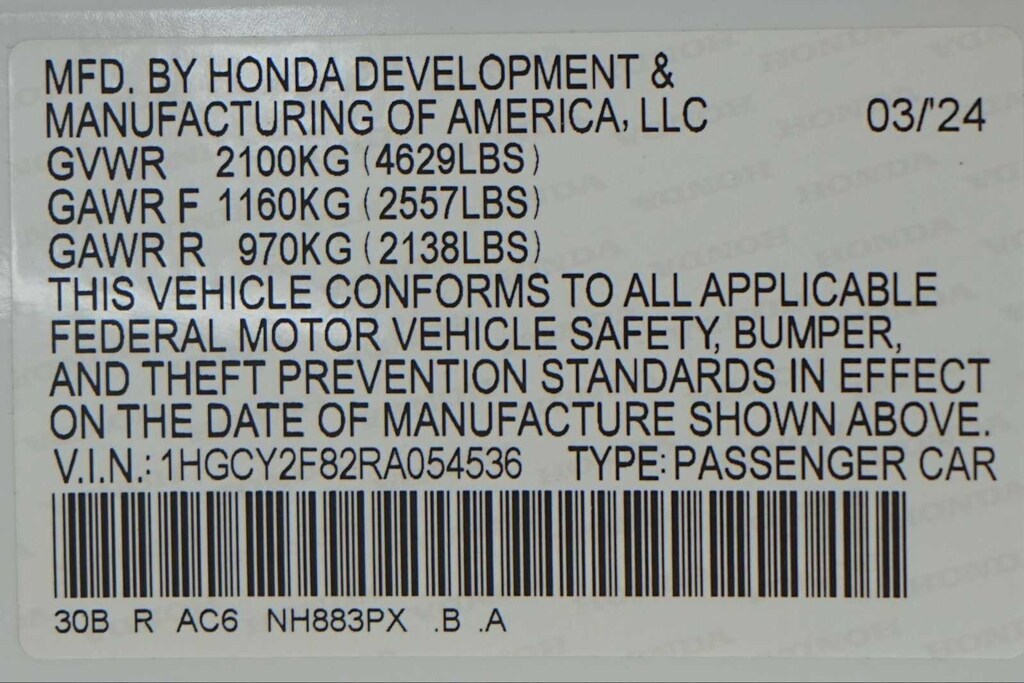 MFD. BY HONDA DEVELOPMENT &
MANUFACTURING OF AMERICA, LLC 03/'24
GVWR 2100KG (4629LBS)
GAWR F 1160KG (2557LBS)
GAWR R 970KG (2138LBS)
THIS VEHICLE CONFORMS TO ALL APPLICABLE
FEDERAL MOTOR VEHICLE SAFETY, BUMPER,
AND THEFT PREVENTION STANDARDS IN EFFECT
ON THE DATE OF MANUFACTURE SHOWN ABOVE.
V.I.N.: 1HGCY2F82RA054536 TYPE: PASSENGER CAR
30B R AC6 NH883PX .B .A